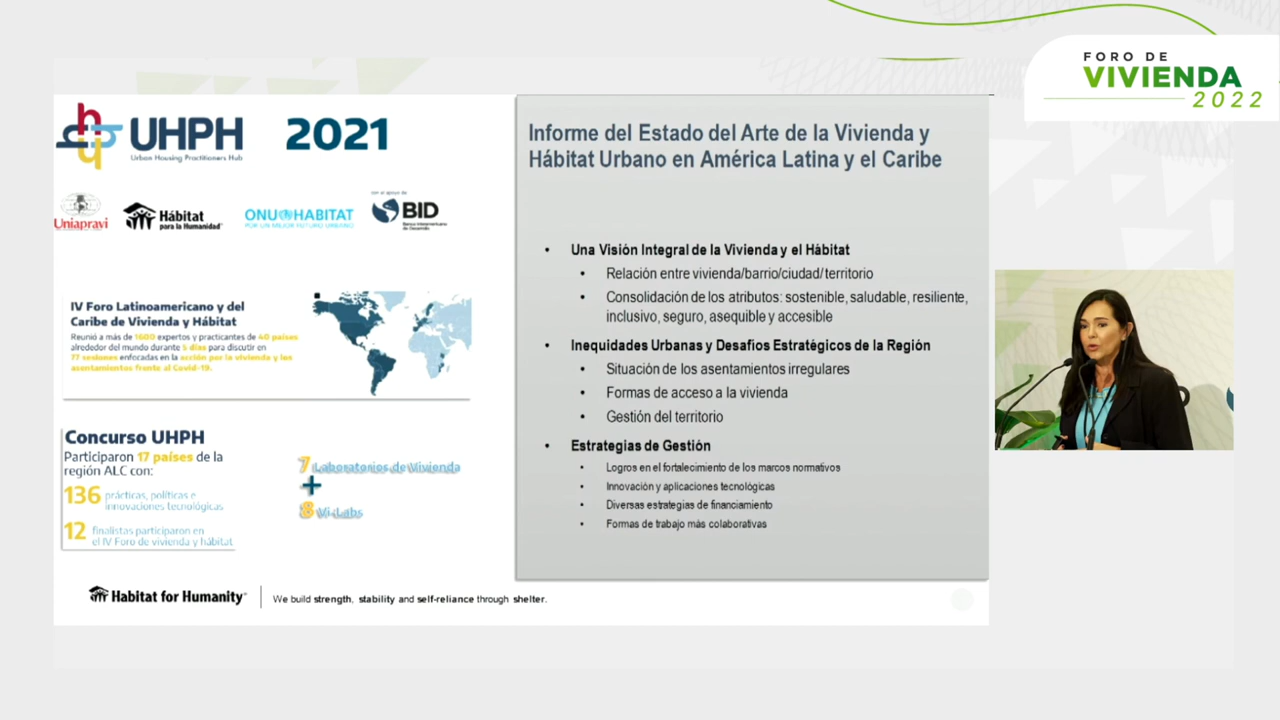 FORO DE
VIVIENDA
2022
UHPH
Urban Housing Practitioners Hub
2021
Uniapravi
Hábitat
para la Humanidad
ONU HABITAT
POR UN MEJOR FUTURO URBANO
con el apoyo de
BID
Banco Interamericano
de Desarrollo
IV Foro Latinoamericano y del
Caribe de Vivienda y Hábitat
Reunió a más de 1600 expertos y practicantes de 40 países
alrededor del mundo durante 5 días para discutir en
77 sesiones enfocadas en la acción por la vivienda y los
asentamientos frente al Covid-19.
Concurso UHPH
Participaron 17 países de la
región ALC con:
136 prácticas, políticas e
innovaciones tecnológicas
12 finalistas participaron en
el IV Foro de vivienda y hábitat
7 Laboratorios de Vivienda
+
8 Vi-Labs
Informe del Estado del Arte de la Vivienda y
Hábitat Urbano en América Latina y el Caribe
• Una Visión Integral de la Vivienda y el Hábitat
• Relación entre vivienda/barrio/ciudad/territorio
• Consolidación de los atributos: sostenible, saludable, resiliente,
inclusivo, seguro, asequible y accesible
• Inequidades Urbanas y Desafíos Estratégicos de la Región
• Situación de los asentamientos irregulares
• Formas de acceso a la vivienda
• Gestión del territorio
• Estrategias de Gestión
• Logros en el fortalecimiento de los marcos normativos
• Innovación y aplicaciones tecnológicas
• Diversas estrategias de financiamiento
• Formas de trabajo más colaborativas
Habitat for Humanity
We build strength, stability and self-reliance through shelter.